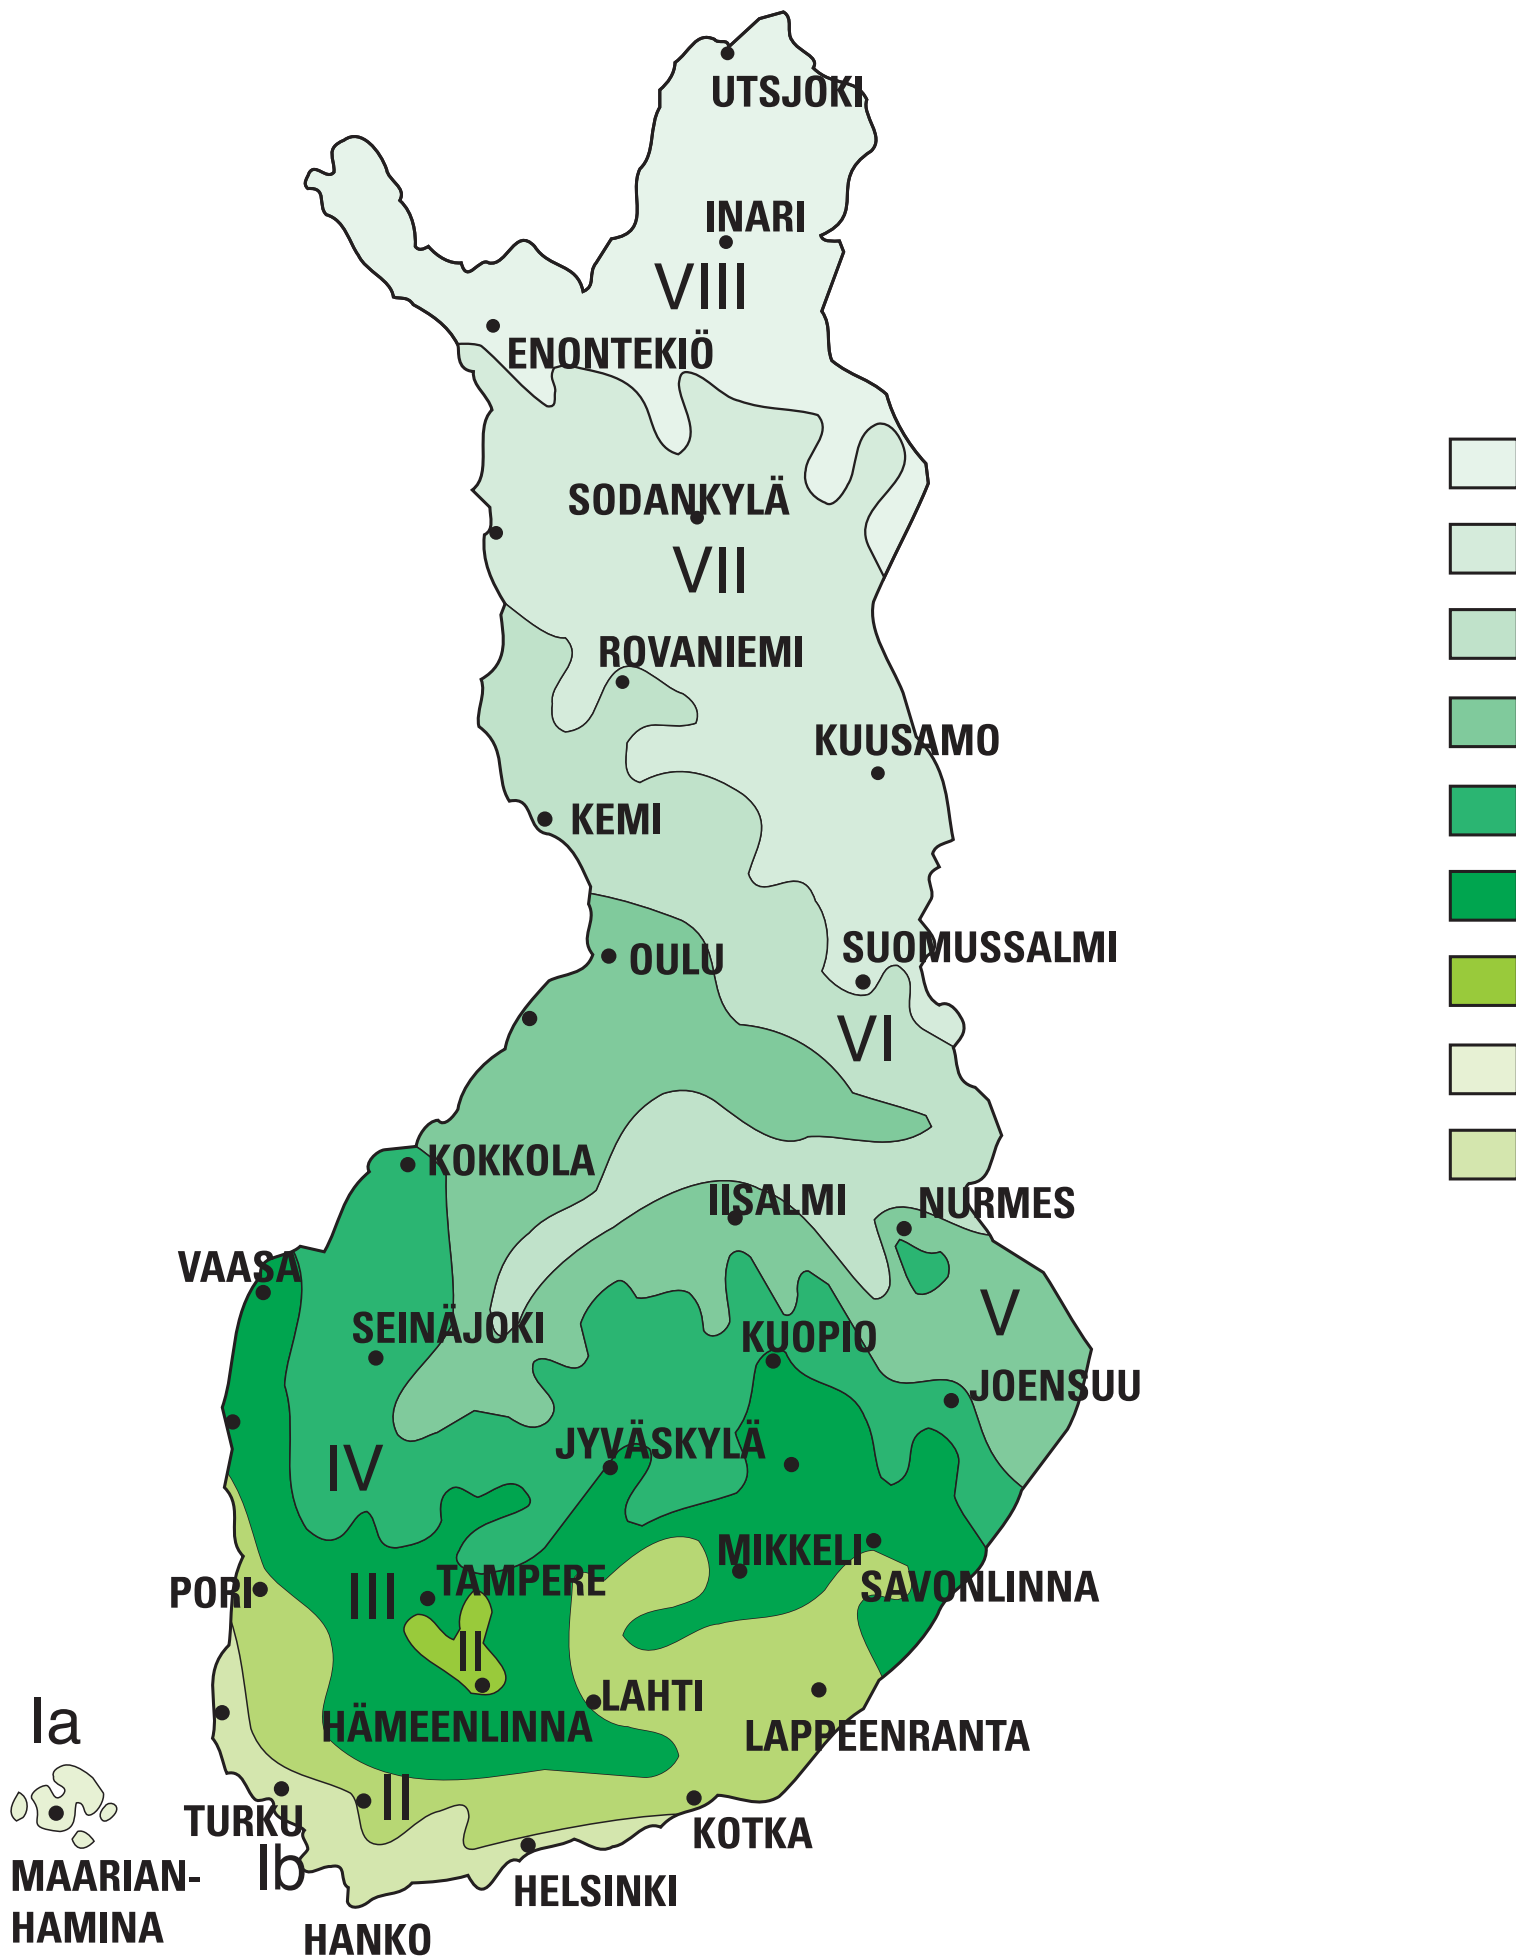 UTSJOKI
INARI
VIII
ENONTEKIÖ
SODANKYLÄ
VII
ROVANIEMI
KUUSAMO
KEMI
OULU
SUOMUSSALMI
VI
KOKKOLA
IISALMI
NURMES
VAASA
SEINÄJOKI
V
KUOPIO
JOENSUU
JYVÄSKYLÄ
IV
MIKKELI
TAMPERE
SAVONLINNA
PORI
III
II
LAHTI
HÄMEENLINNA
LAPPEENRANTA
Ia
II
TURKU
KOTKA
Ib
MAARIAN-
HAMINA
HELSINKI
HANKO